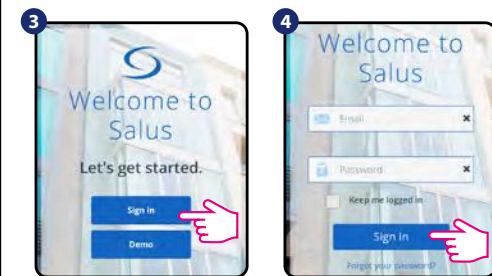 3
Welcome to
Salus
Let's get started.
Sign in
Demo
4
Welcome to
Salus
Email
Password
Keep me logged in
Sign In
Forgot your password?